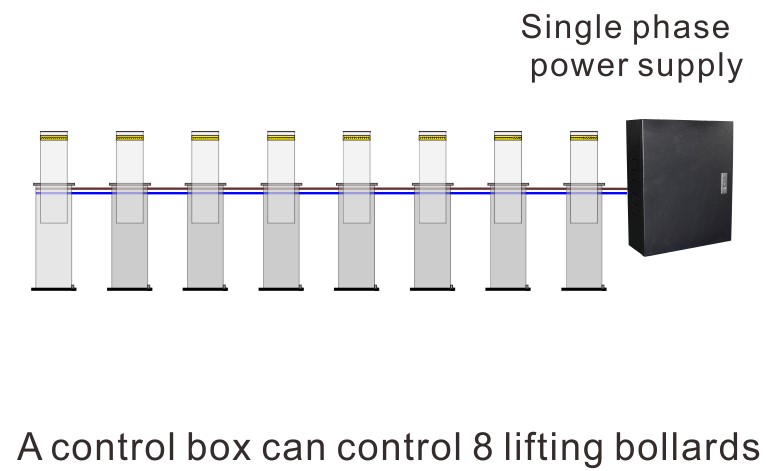 Single phase
power supply
A control box can control 8 lifting bollards